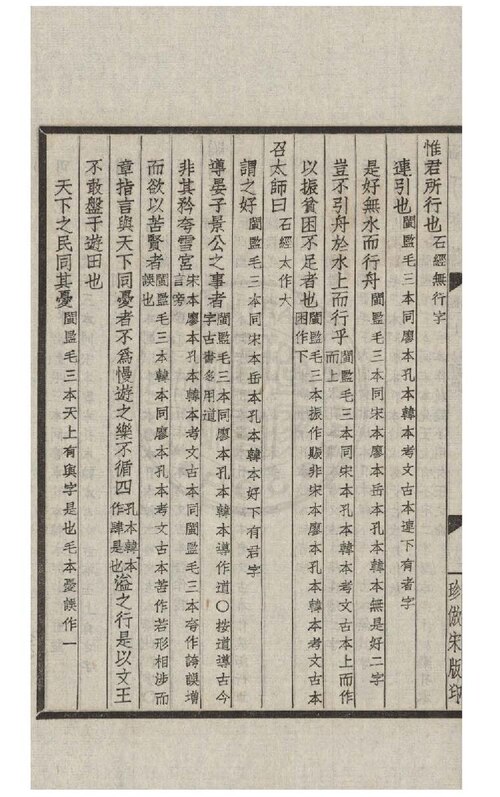 惟君所行也石經無行字
連引也閩監毛三本同廖本孔本韓本考文古本連下有者字
是好無水而行舟閩監毛三本同宋本廖本岳本孔本韓本無是好二字
豈不引舟於水上而行乎閩監毛三本同宋本孔本韓本考文古本上而作而上
以振貧困不足者也閩監毛三本振作賑非宋本廖本孔本韓本考文古本困作下
召太師曰石經太作大
謂之好閩監毛三本同宋本岳本孔本韓本好下有君字
導晏子景公之事者閩監毛三本同廖本孔本韓本導作道○按道導古今字古書多用道
非其矜夸雪宮宋本廖本孔本韓本考文古本同閩監毛三本夸作誇誤增言旁
而欲以苦賢者閩監毛三本韓本同宋本孔本考文古本苦作若形相涉而誤也
章指言與天下同憂者不爲慢遊之樂不循四孔本韓本作肆是也溢之行是以文王
不敢盤于遊田也
天下之民同其憂閩監毛三本天上有與字是也毛本憂誤作一
珍倣宋版印